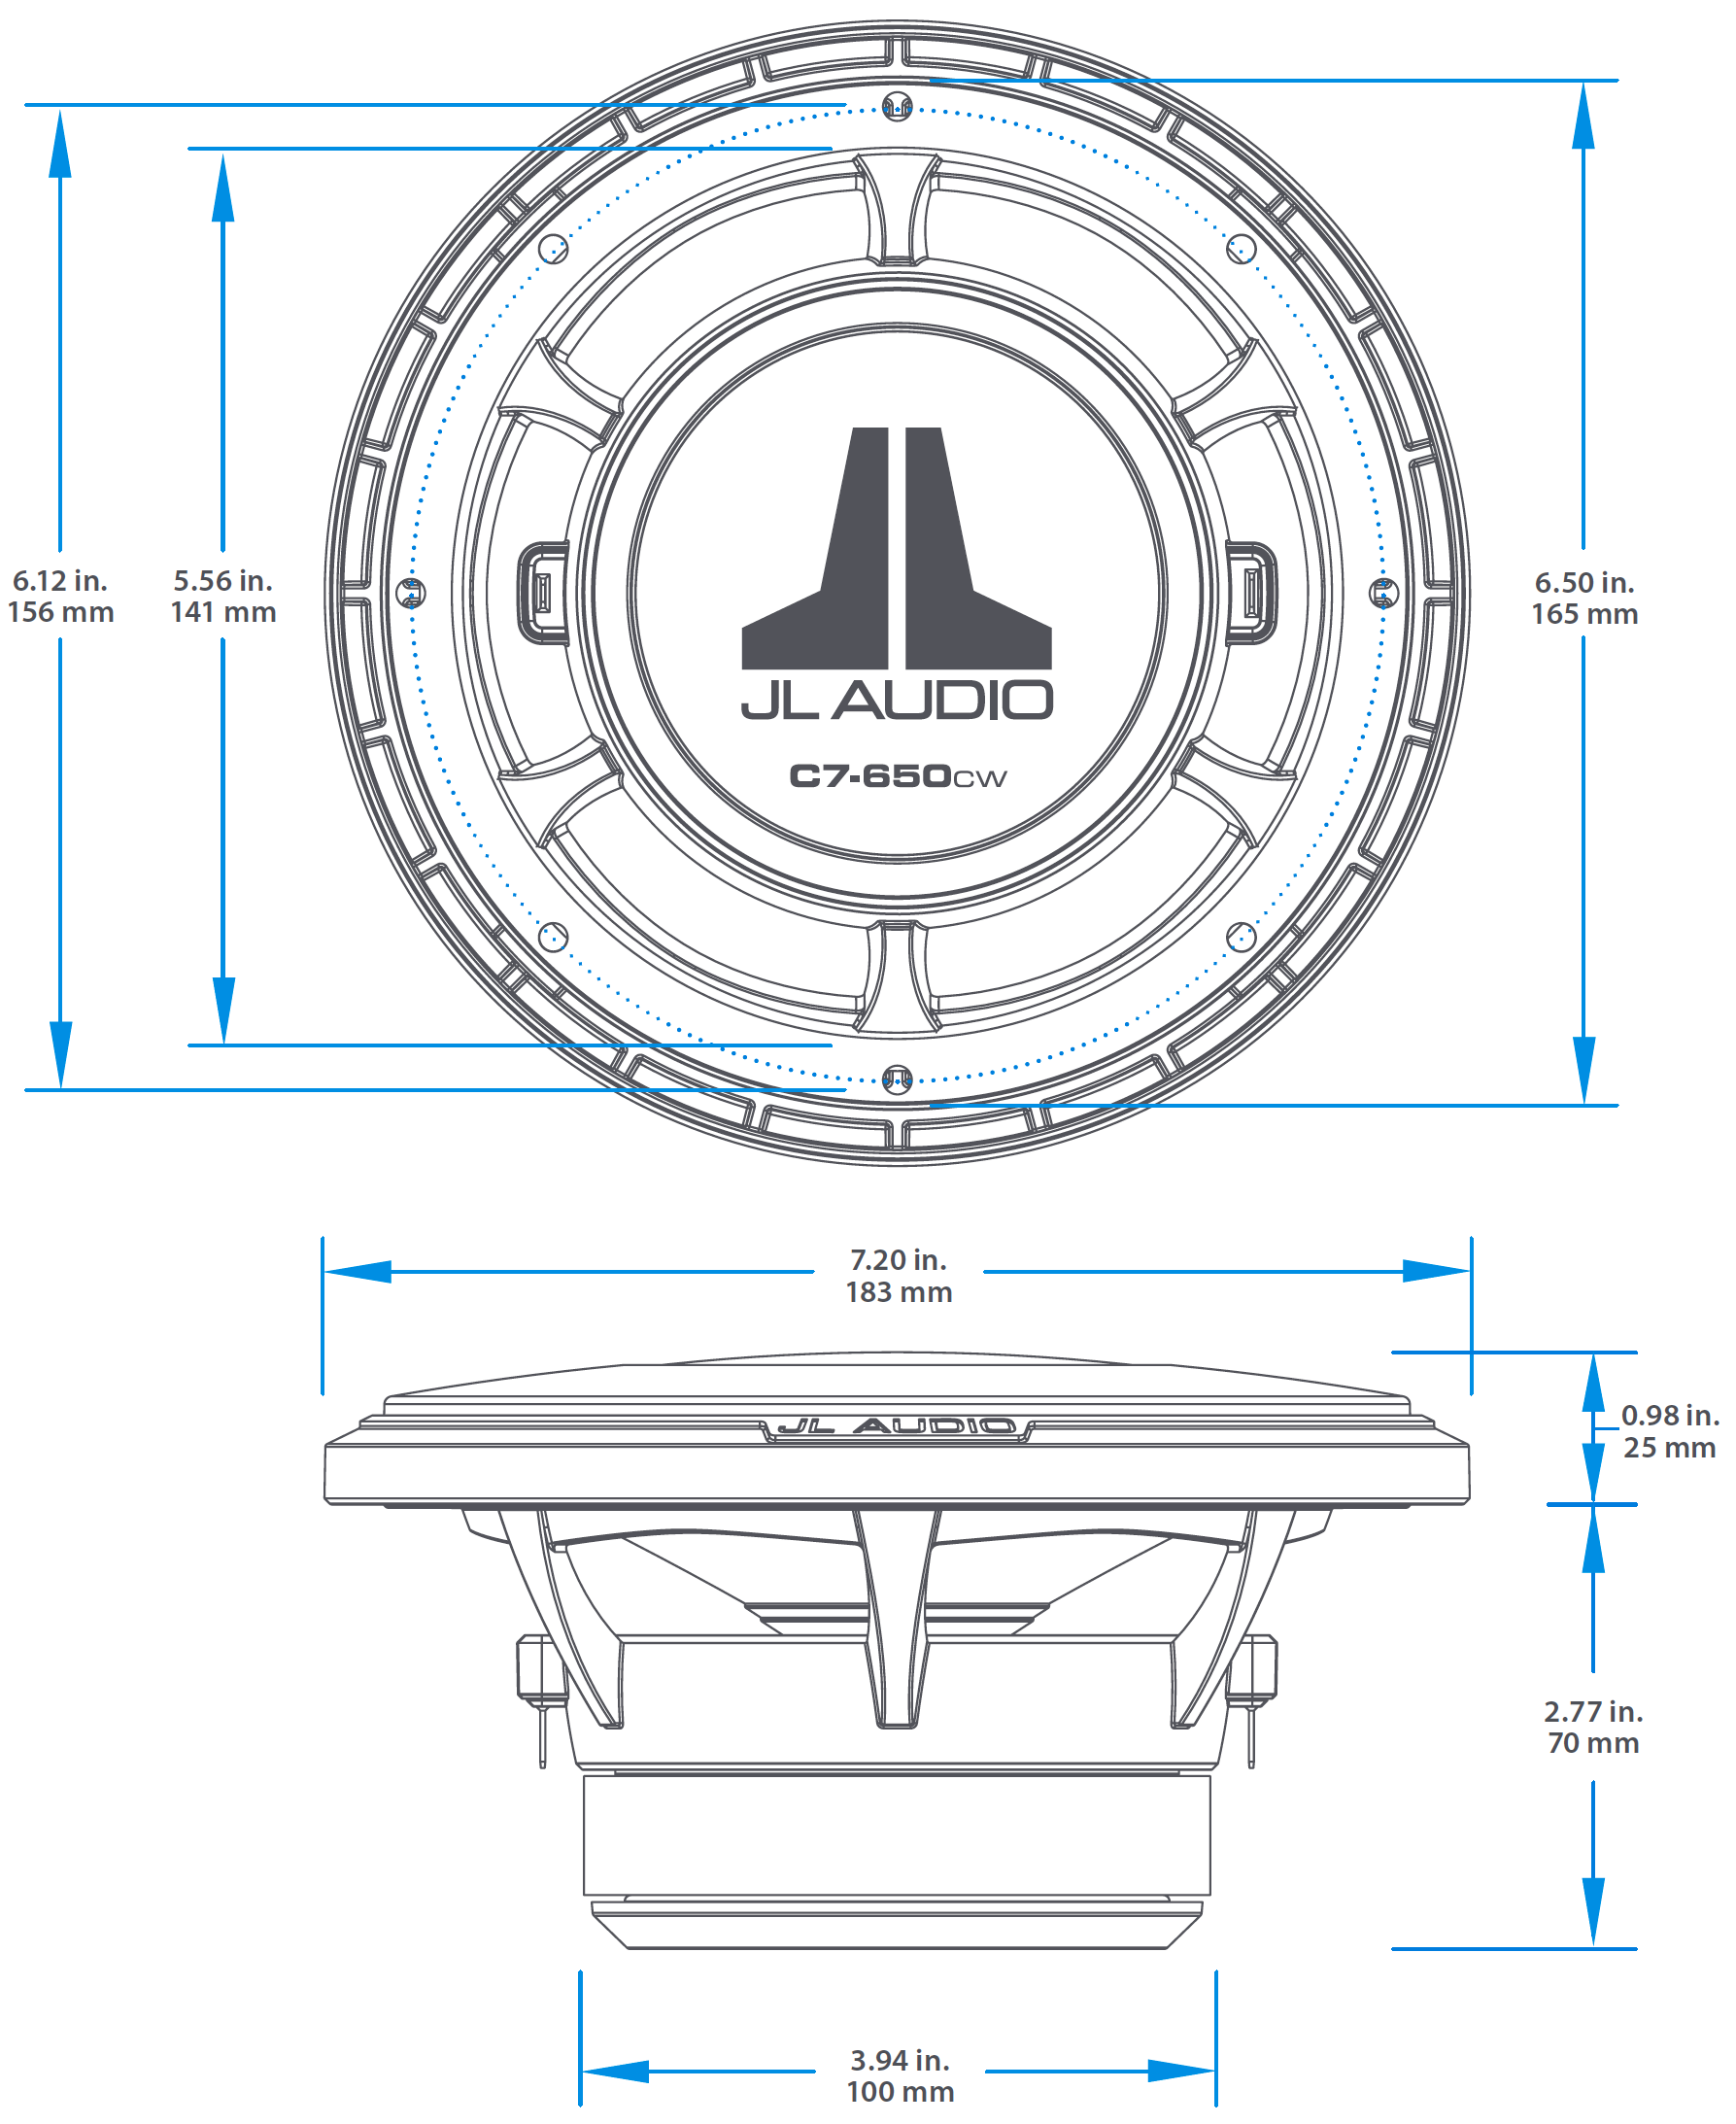 6.12 in.
156 mm
5.56 in.
141 mm
6.50 in.
165 mm
JL AUDIO
C7-650CW
7.20 in.
183 mm
JL AUDIO
0.98 in.
25 mm
2.77 in.
70 mm
3.94 in.
100 mm